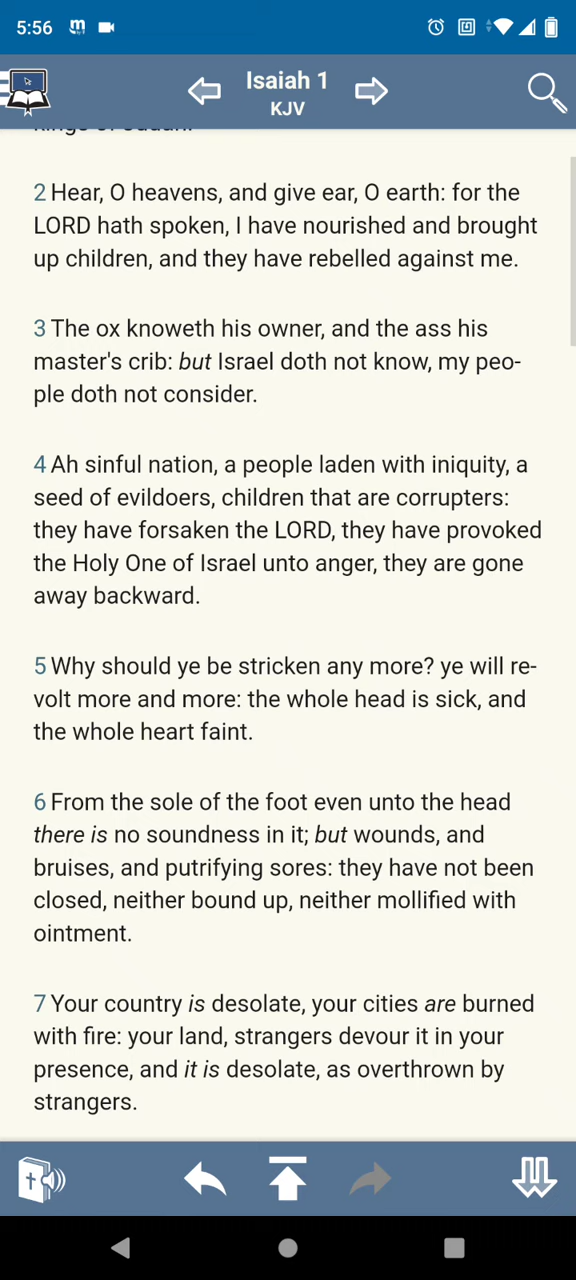 5:56
Isaiah 1
KJV
kings of Judah.
2 Hear, O heavens, and give ear, O earth: for the
LORD hath spoken, I have nourished and brought
up children, and they have rebelled against me.
3 The ox knoweth his owner, and the ass his
master's crib: but Israel doth not know, my peo-
ple doth not consider.
4 Ah sinful nation, a people laden with iniquity, a
seed of evildoers, children that are corrupters:
they have forsaken the LORD, they have provoked
the Holy One of Israel unto anger, they are gone
away backward.
5 Why should ye be stricken any more? ye will re-
volt more and more: the whole head is sick, and
the whole heart faint.
6 From the sole of the foot even unto the head
there is no soundness in it; but wounds, and
bruises, and putrifying sores: they have not been
closed, neither bound up, neither mollified with
ointment.
7 Your country is desolate, your cities are burned
with fire: your land, strangers devour it in your
presence, and it is desolate, as overthrown by
strangers.